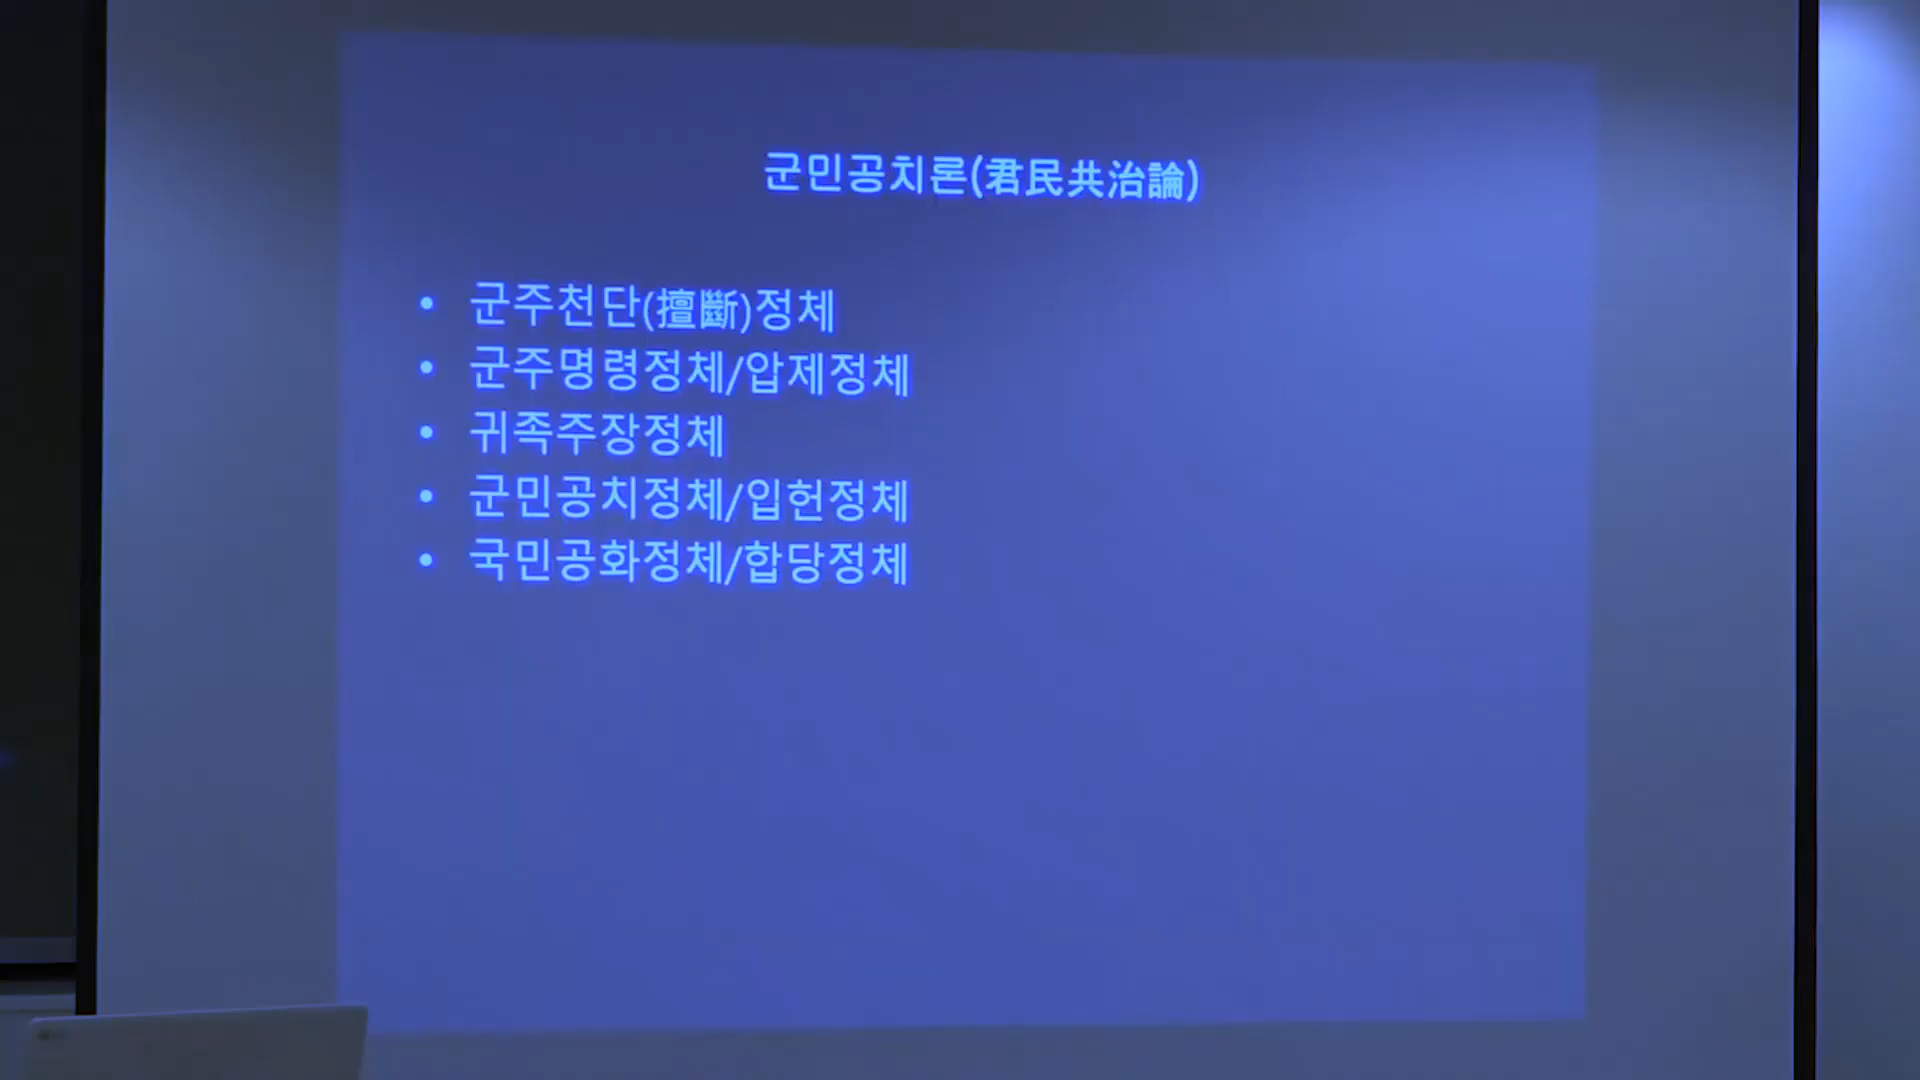 군민공치론(君民共治論)
• 군주천단(擅斷)정체
• 군주명령정체/압제정체
• 귀족주장정체
• 군민공치정체/입헌정체
• 국민공화정체/합당정체